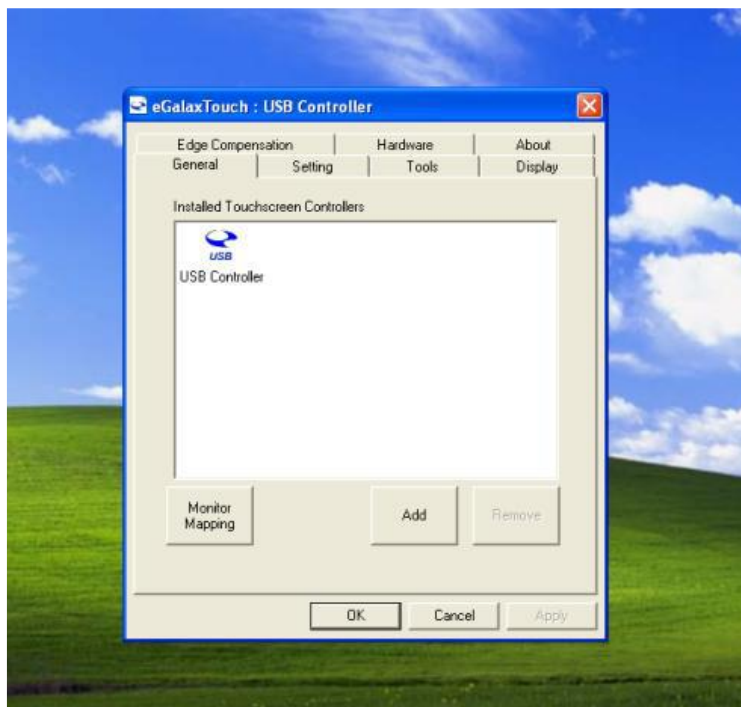 eGalaxTouch : USB Controller
Edge Compensation Hardware About
General Setting Tools Display
Installed Touchscreen Controllers
USB
USB Controller
Monitor
Mapping
Add
Remove
OK Cancel Apply